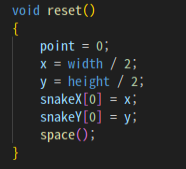 void reset()
{
    point = 0;
    x = width / 2;
    y = height / 2;
    snakeX[0] = x;
    snakeY[0] = y;
    space();
}